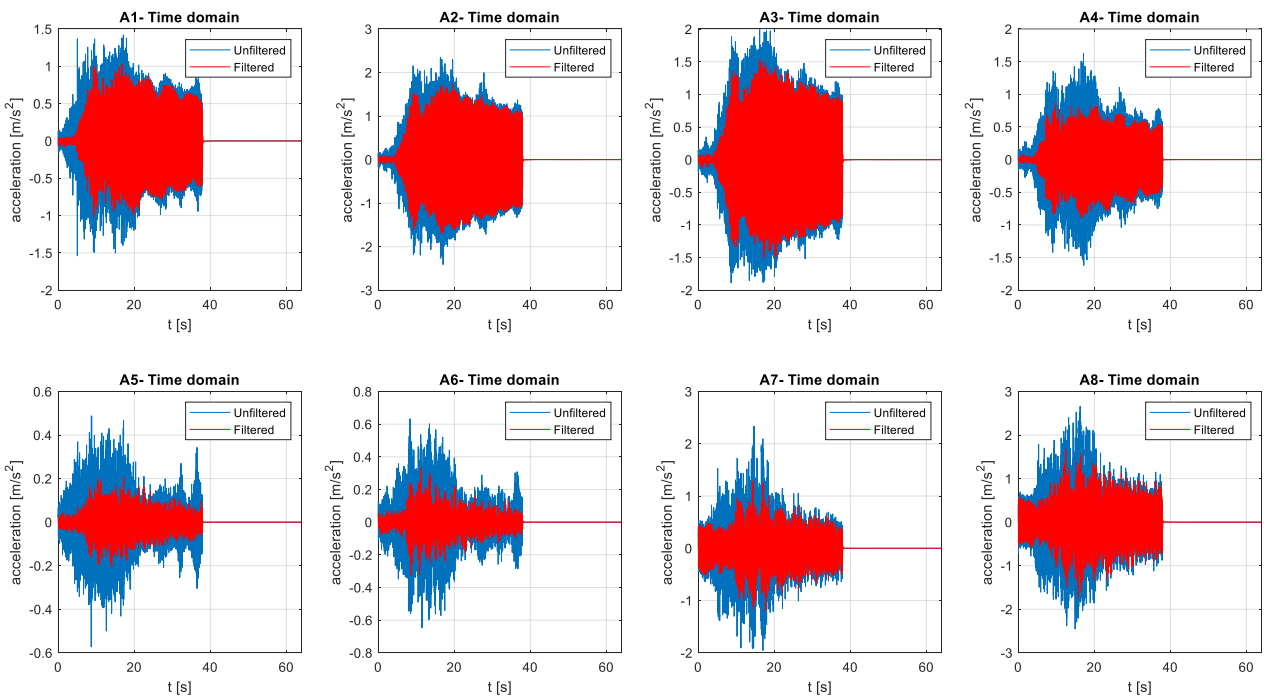 A1- Time domain
1.5
1
0.5
0
-0.5
-1
-1.5
-2
acceleration [m/s²]
0 20 40 60
t [s]
Unfiltered
Filtered
A2- Time domain
3
2
1
0
-1
-2
-3
acceleration [m/s²]
0 20 40 60
t [s]
Unfiltered
Filtered
A3- Time domain
2
1.5
1
0.5
0
-0.5
-1
-1.5
-2
acceleration [m/s²]
0 20 40 60
t [s]
Unfiltered
Filtered
A4- Time domain
2
1.5
1
0.5
0
-0.5
-1
-1.5
-2
acceleration [m/s²]
0 20 40 60
t [s]
Unfiltered
Filtered
A5- Time domain
0.6
0.4
0.2
0
-0.2
-0.4
-0.6
acceleration [m/s²]
0 20 40 60
t [s]
Unfiltered
Filtered
A6- Time domain
0.8
0.6
0.4
0.2
0
-0.2
-0.4
-0.6
-0.8
acceleration [m/s²]
0 20 40 60
t [s]
Unfiltered
Filtered
A7- Time domain
3
2
1
0
-1
-2
acceleration [m/s²]
0 20 40 60
t [s]
Unfiltered
Filtered
A8- Time domain
3
2
1
0
-1
-2
-3
acceleration [m/s²]
0 20 40 60
t [s]
Unfiltered
Filtered